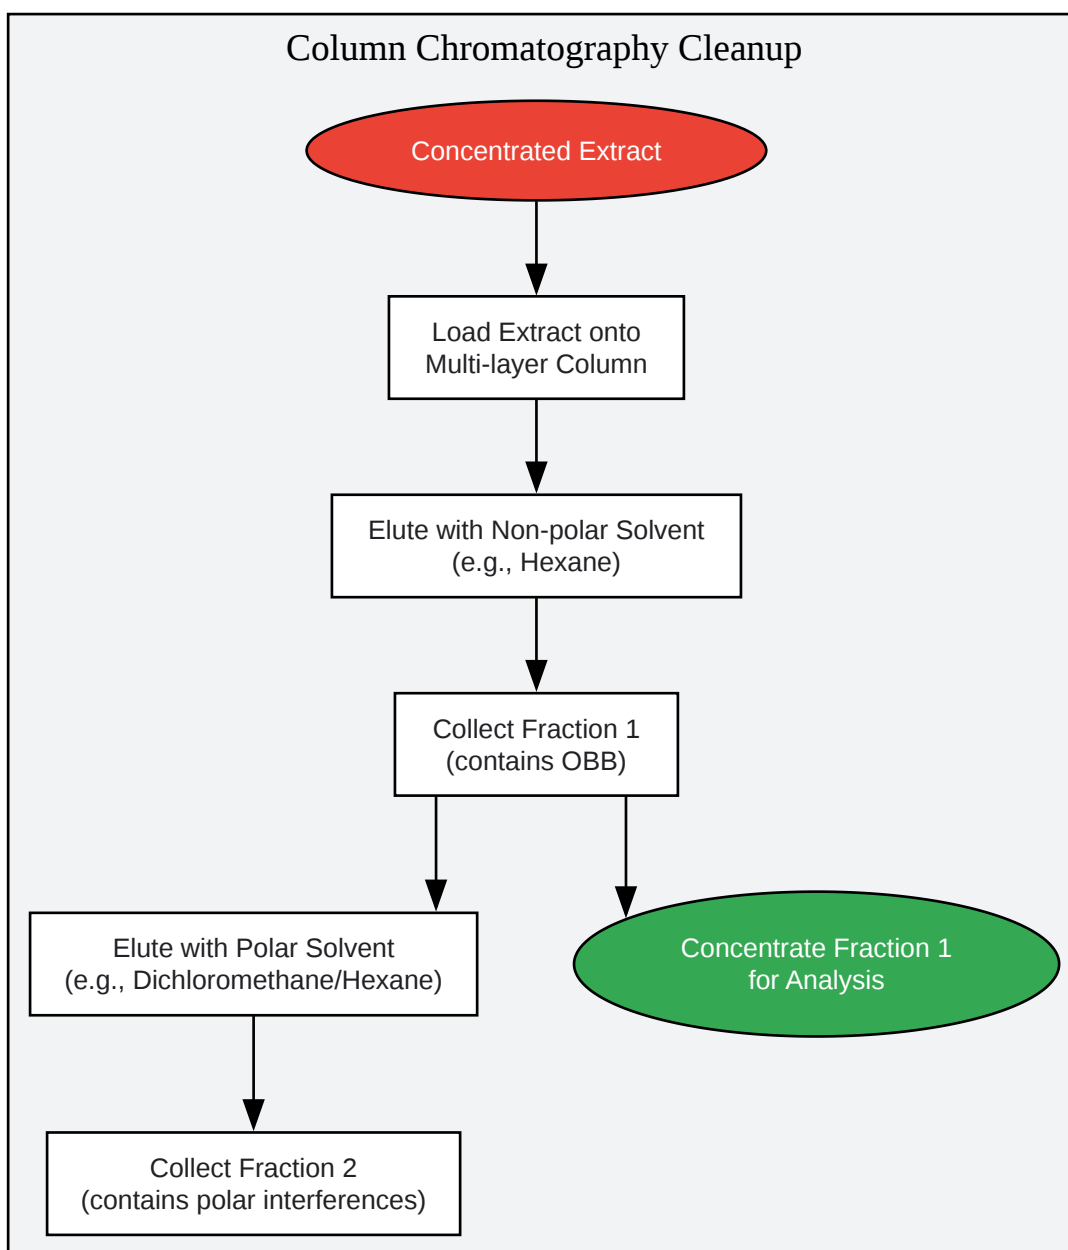 Column Chromatography Cleanup
Concentrated Extract
Load Extract onto
Multi-layer Column
Elute with Non-polar Solvent
(e.g., Hexane)
Collect Fraction 1
(contains OBB)
Elute with Polar Solvent
(e.g., Dichloromethane/Hexane)
Concentrate Fraction 1
for Analysis
Collect Fraction 2
(contains polar interferences)